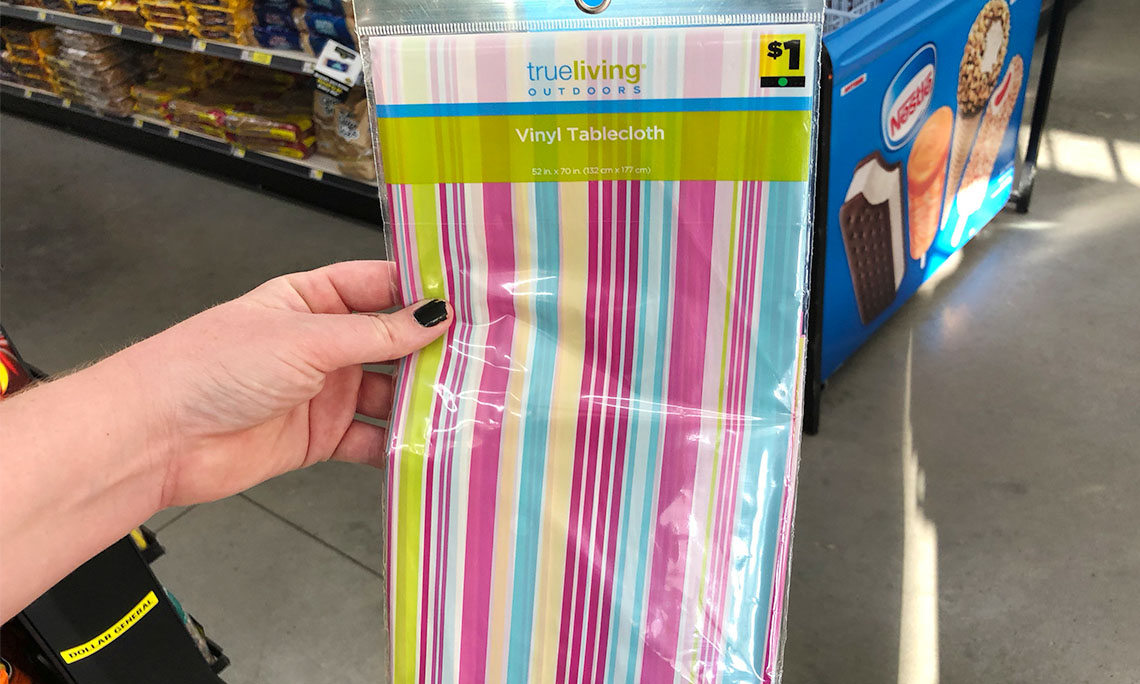 $1
trueliving®
OUTDOORS
Vinyl Tablecloth
52 in. x 70 in. (132 cm x 177 cm)
Nestlé
DOLLAR GENERAL